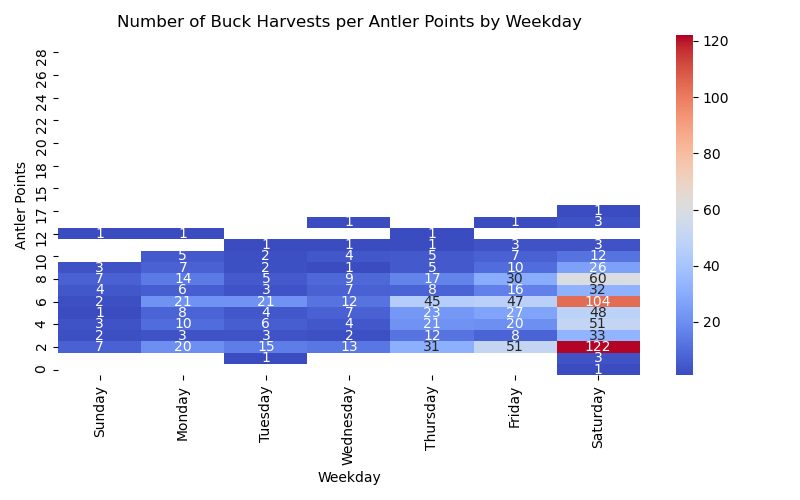 Number of Buck Harvests per Antler Points by Weekday
Antler Points
28
26
24
22
20
18
15
17
12
10
8
6
4
2
0
1
1 1 3
1 1 1
1 1 1 3 3
5 2 4 5 7 12
3 7 2 1 5 10 26
7 14 5 9 17 30 60
4 6 3 7 8 16 32
2 21 21 12 45 47 104
1 8 4 7 23 27 48
3 10 6 4 21 20 51
2 3 3 2 12 8 33
7 20 15 13 31 51 122
1 3
1
Sunday
Monday
Tuesday
Wednesday
Thursday
Friday
Saturday
Weekday
120
100
80
60
40
20